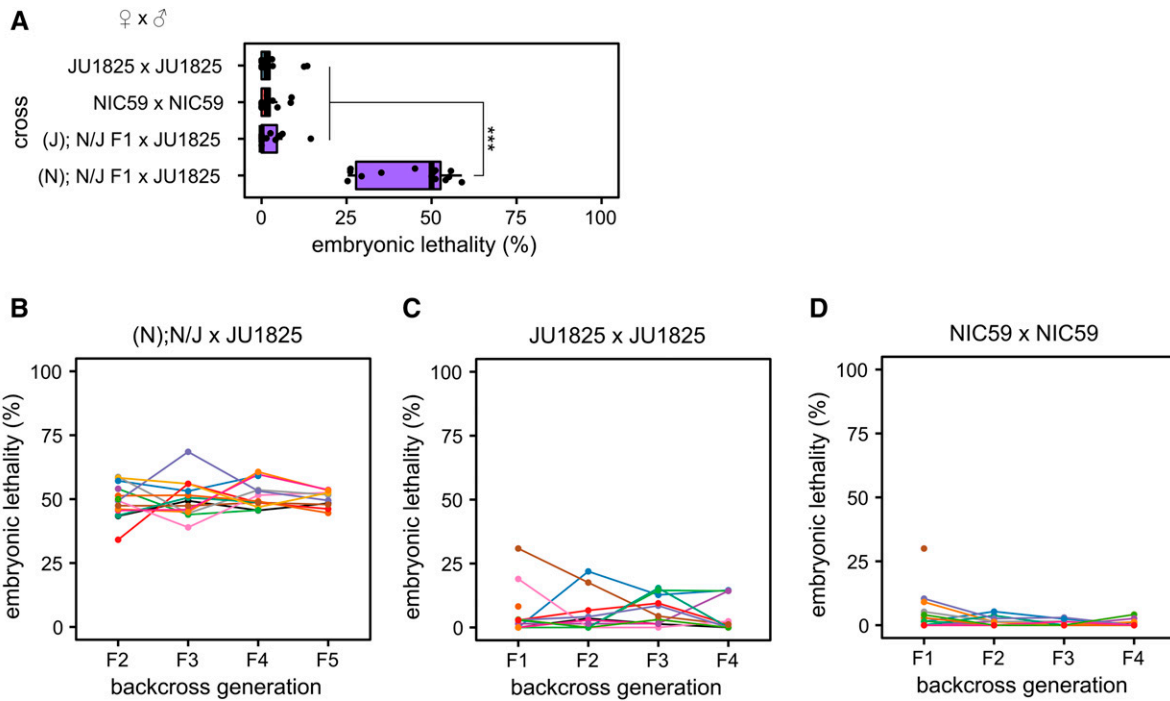 A
♀ x ♂
cross
JU1825 x JU1825
NIC59 x NIC59
(J); N/J F1 x JU1825
(N); N/J F1 x JU1825
***
0 25 50 75 100
embryonic lethality (%)
B
(N);N/J x JU1825
embryonic lethality (%)
100
75
50
25
0
F2 F3 F4 F5
backcross generation
C
JU1825 x JU1825
embryonic lethality (%)
100
75
50
25
0
F1 F2 F3 F4
backcross generation
D
NIC59 x NIC59
embryonic lethality (%)
100
75
50
25
0
F1 F2 F3 F4
backcross generation